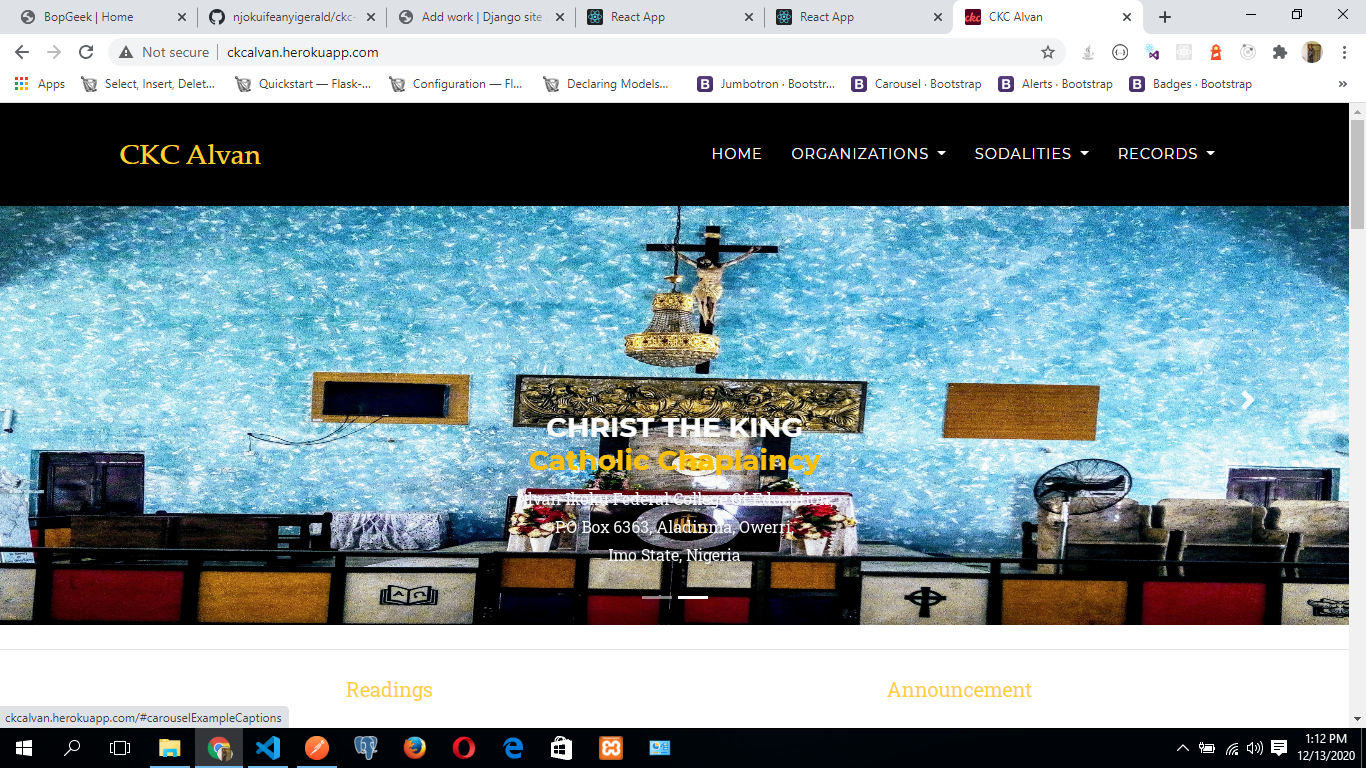 BopGeek | Home
njokuifeanyigerald/ckc-
Add work | Django site
React App
React App
CKC Alvan
Not secure
ckcalvan.herokuapp.com
Apps
Select, Insert, Delet...
Quickstart — Flask-...
Configuration — Fl...
Declaring Models...
Jumbotron · Bootstr...
Carousel · Bootstrap
Alerts · Bootstrap
Badges · Bootstrap
»
CKC Alvan
HOME
ORGANIZATIONS
SODALITIES
RECORDS
CHRIST THE KING
Catholic Chaplaincy
Alvan Ikoku Federal College Of Education
PO Box 6363, Aladinma, Owerri,
Imo State, Nigeria
Readings
Announcement
ckcalvan.herokuapp.com/#carouselExampleCaptions
1:12 PM
12/13/2020